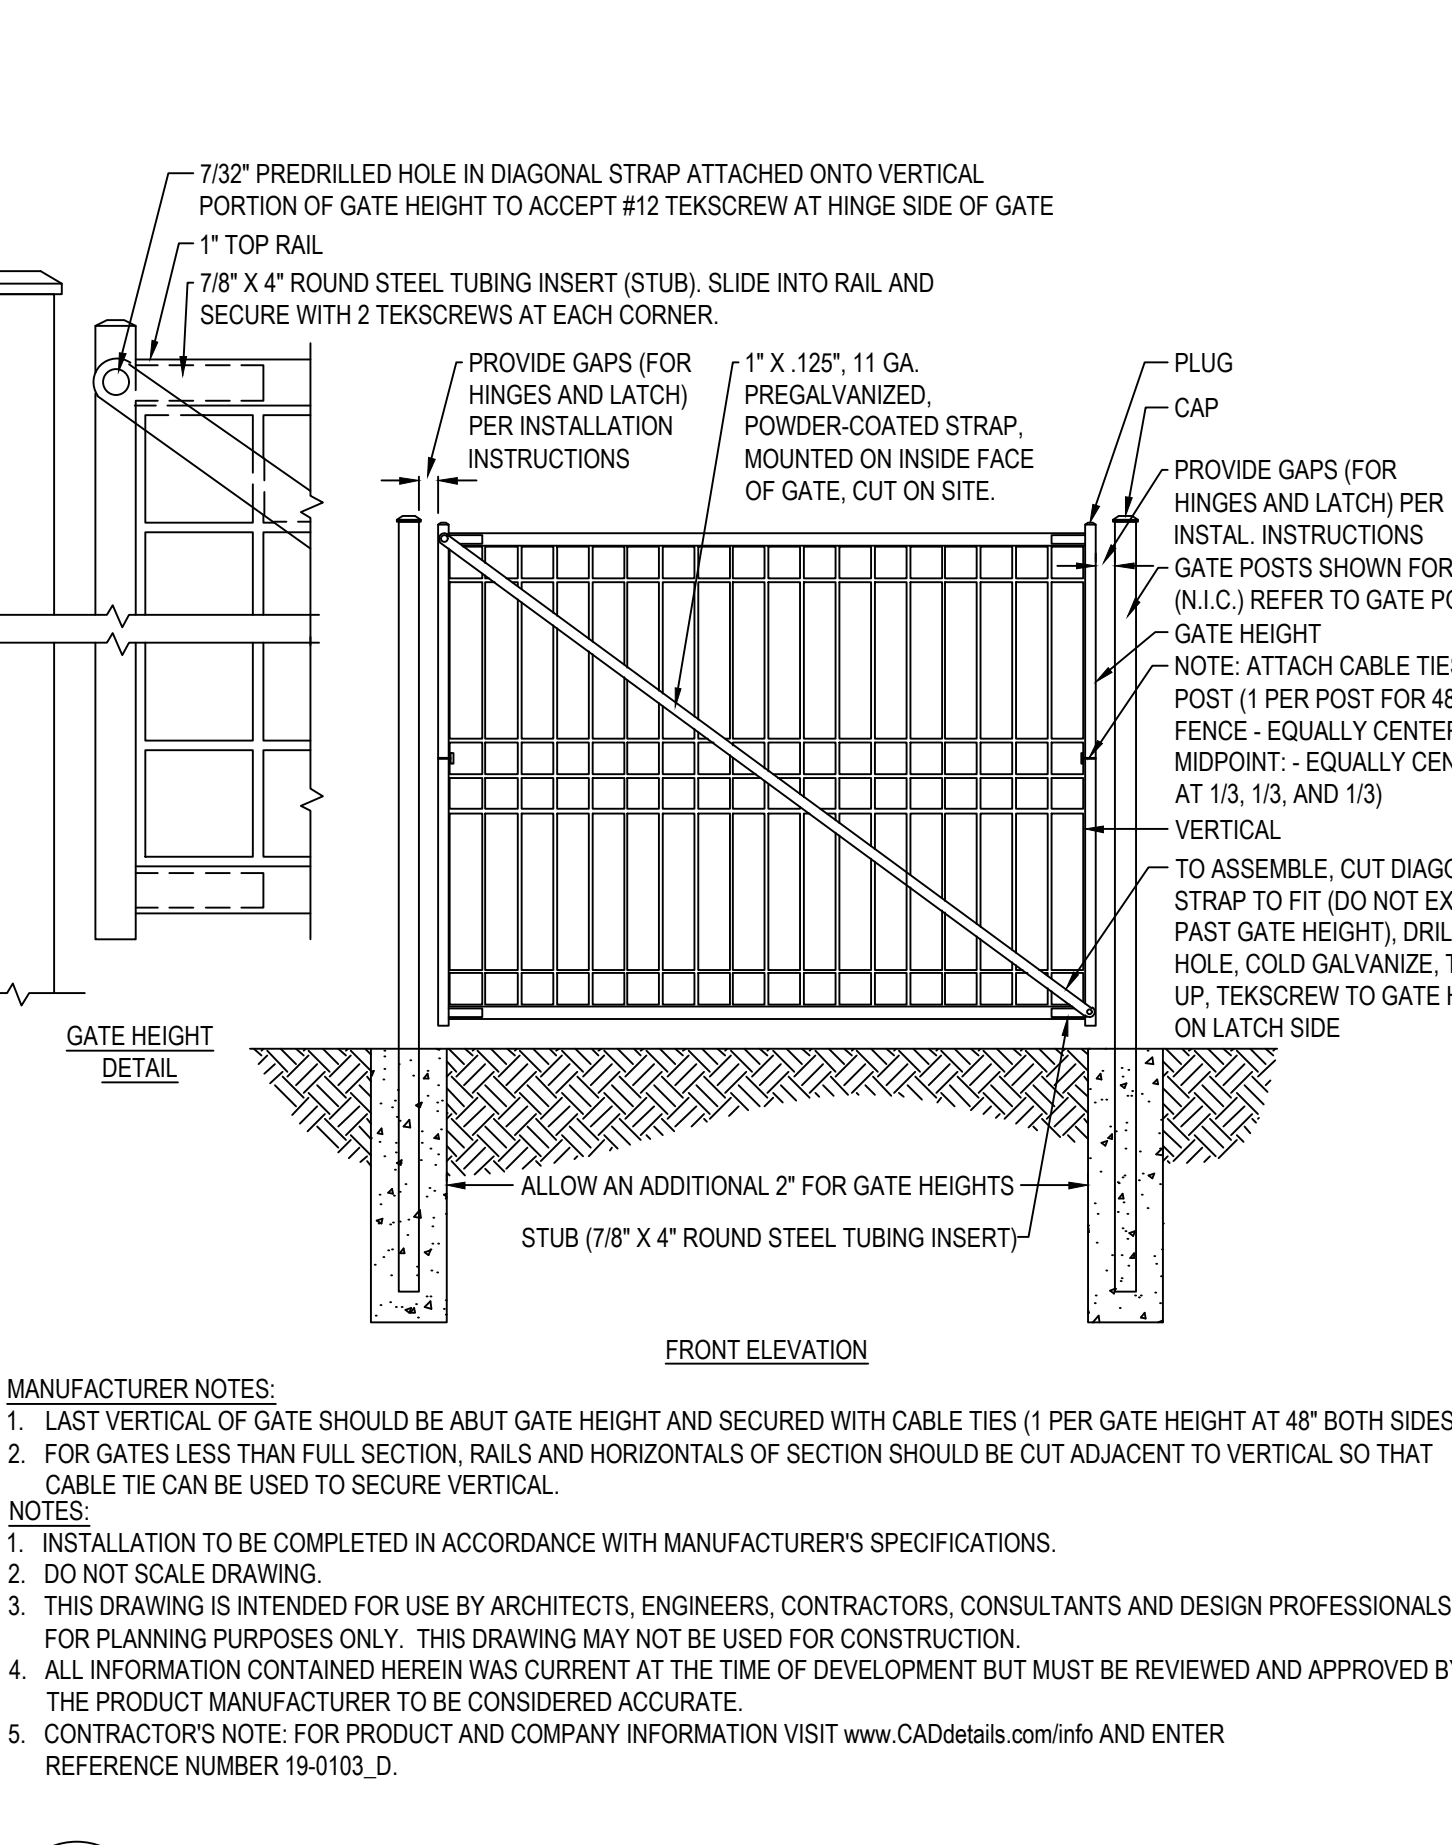 7/32" PREDRILLED HOLE IN DIAGONAL STRAP ATTACHED ONTO VERTICAL
PORTION OF GATE HEIGHT TO ACCEPT #12 TEKSCREW AT HINGE SIDE OF GATE
1" TOP RAIL
7/8" X 4" ROUND STEEL TUBING INSERT (STUB). SLIDE INTO RAIL AND
SECURE WITH 2 TEKSCREWS AT EACH CORNER.
PROVIDE GAPS (FOR
HINGES AND LATCH)
PER INSTALLATION
INSTRUCTIONS
1" X .125", 11 GA.
PREGALVANIZED,
POWDER-COATED STRAP,
MOUNTED ON INSIDE FACE
OF GATE, CUT ON SITE.
PLUG
CAP
PROVIDE GAPS (FOR
HINGES AND LATCH) PER
INSTAL. INSTRUCTIONS
GATE POSTS SHOWN FOR
(N.I.C.) REFER TO GATE
GATE HEIGHT
NOTE: ATTACH CABLE
POST (1 PER POST FOR 48
FENCE - EQUALLY
MIDPOINT: - EQUALLY
AT 1/3, 1/3, AND 1/3)
VERTICAL
TO ASSEMBLE, CUT
STRAP TO FIT (DO NOT
PAST GATE HEIGHT),
HOLE, COLD GALVANIZE,
UP, TEKSCREW TO GATE
ON LATCH SIDE
GATE HEIGHT
DETAIL
ALLOW AN ADDITIONAL 2" FOR GATE HEIGHTS
STUB (7/8" X 4" ROUND STEEL TUBING INSERT)
FRONT ELEVATION
MANUFACTURER NOTES:
1. LAST VERTICAL OF GATE SHOULD BE ABUT GATE HEIGHT AND SECURED WITH CABLE TIES (1 PER GATE HEIGHT AT 48" BOTH SIDES
2. FOR GATES LESS THAN FULL SECTION, RAILS AND HORIZONTALS OF SECTION SHOULD BE CUT ADJACENT TO VERTICAL SO THAT
CABLE TIE CAN BE USED TO SECURE VERTICAL.
NOTES:
1. INSTALLATION TO BE COMPLETED IN ACCORDANCE WITH MANUFACTURER'S SPECIFICATIONS.
2. DO NOT SCALE DRAWING.
3. THIS DRAWING IS INTENDED FOR USE BY ARCHITECTS, ENGINEERS, CONTRACTORS, CONSULTANTS AND DESIGN PROFESSIONALS
FOR PLANNING PURPOSES ONLY. THIS DRAWING MAY NOT BE USED FOR CONSTRUCTION.
4. ALL INFORMATION CONTAINED HEREIN WAS CURRENT AT THE TIME OF DEVELOPMENT BUT MUST BE REVIEWED AND APPROVED BY
THE PRODUCT MANUFACTURER TO BE CONSIDERED ACCURATE.
5. CONTRACTOR'S NOTE: FOR PRODUCT AND COMPANY INFORMATION VISIT www.CADdetails.com/info AND ENTER
REFERENCE NUMBER 19-0103_D.